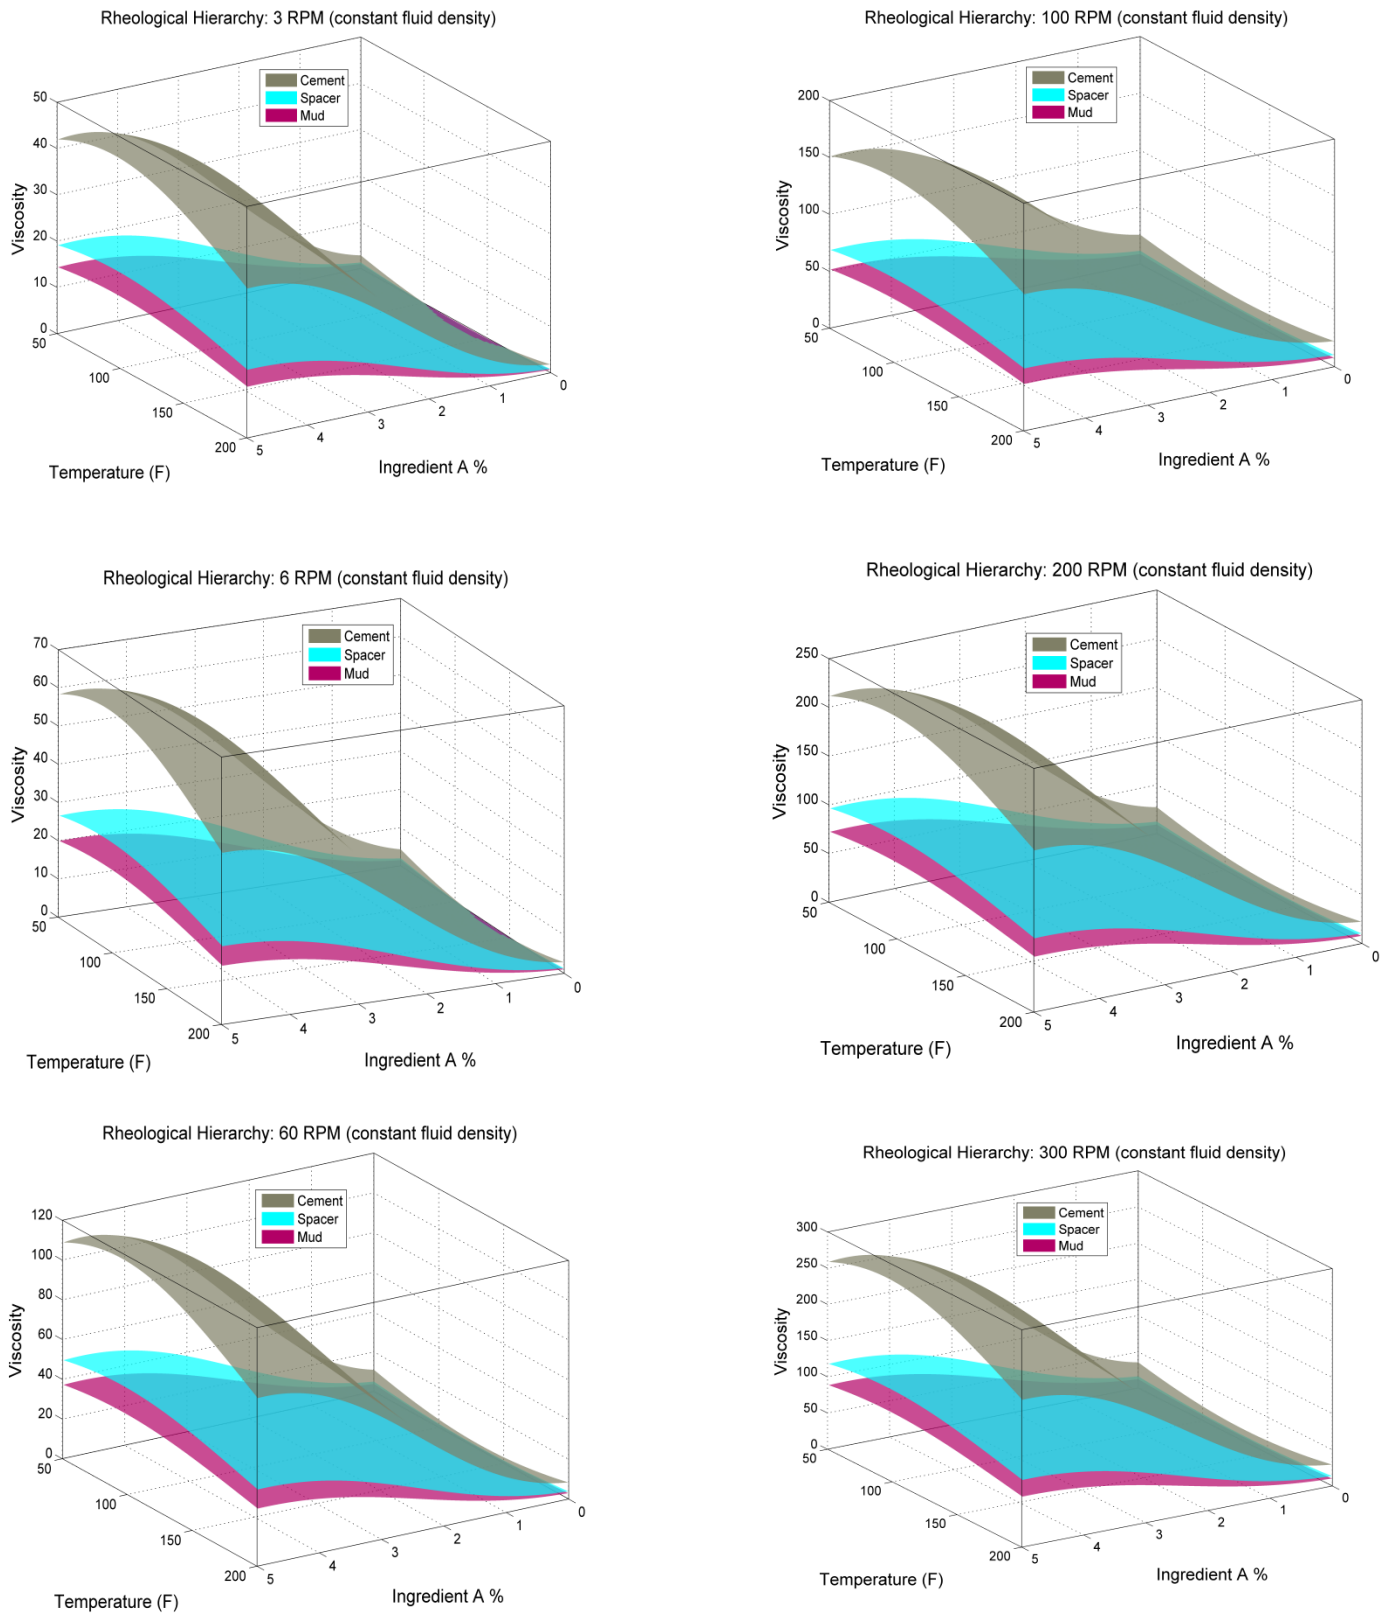 Rheological Hierarchy: 3 RPM (constant fluid density)
Cement
Spacer
Mud
50
40
30
20
10
0
Viscosity
50
100
150
200
Temperature (F)
5
4
3
2
1
0
Ingredient A %
Rheological Hierarchy: 100 RPM (constant fluid density)
Cement
Spacer
Mud
200
150
100
50
0
Viscosity
50
100
150
200
Temperature (F)
5
4
3
2
1
0
Ingredient A %
Rheological Hierarchy: 6 RPM (constant fluid density)
Cement
Spacer
Mud
70
60
50
40
30
20
10
0
Viscosity
50
100
150
200
Temperature (F)
5
4
3
2
1
0
Ingredient A %
Rheological Hierarchy: 200 RPM (constant fluid density)
Cement
Spacer
Mud
250
200
150
100
50
0
Viscosity
50
100
150
200
Temperature (F)
5
4
3
2
1
0
Ingredient A %
Rheological Hierarchy: 60 RPM (constant fluid density)
Cement
Spacer
Mud
120
100
80
60
40
20
0
Viscosity
50
100
150
200
Temperature (F)
5
4
3
2
1
0
Ingredient A %
Rheological Hierarchy: 300 RPM (constant fluid density)
Cement
Spacer
Mud
300
250
200
150
100
50
0
Viscosity
50
100
150
200
Temperature (F)
5
4
3
2
1
0
Ingredient A %